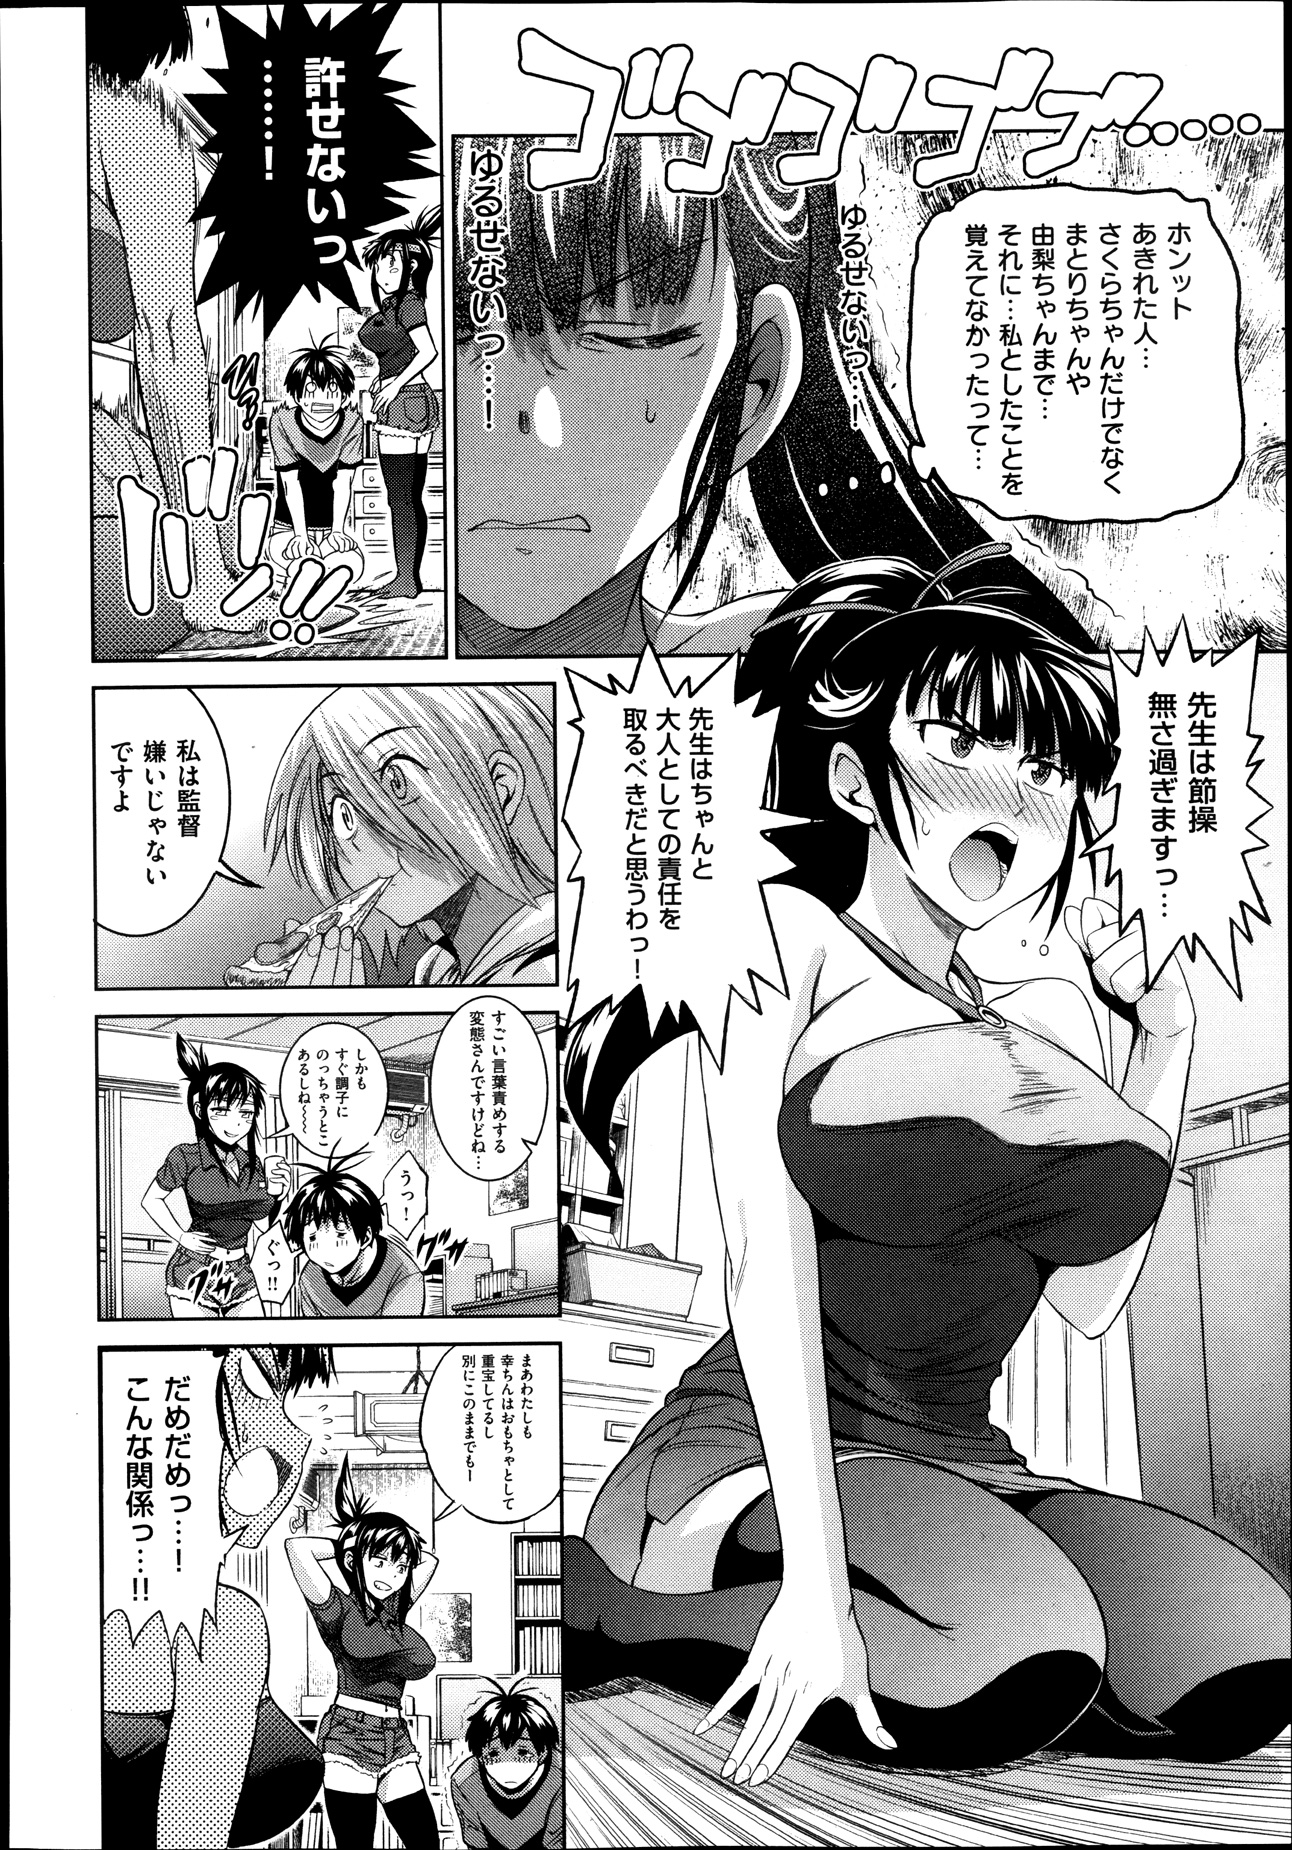 ゴゴゴゴゴ……
ホンット
あきれた人…
さくらちゃんだけでなく
まとりちゃんや
由梨ちゃんまで…
それに…私としたことを
覚えてなかったって…
ゆるせないっ…！
ゆるせないっ…！
…
許せないっ
……！
先生は節操
無さ過ぎますっ…
先生はちゃんと
大人としての責任を
取るべきだと思うわっ！
私は監督
嫌いじゃない
ですよ
すごい言葉責めする
変態さんですけどね…
しかも
すぐ調子に
のっちゃうとこ
あるしね～～
うっ！
グサ
ぐっ!!
グサ
まあわたしも
幸ちんはおもちゃとして
重宝してるし
別にこのままでもー
だめだめっ…！
こんな関係っ…!!